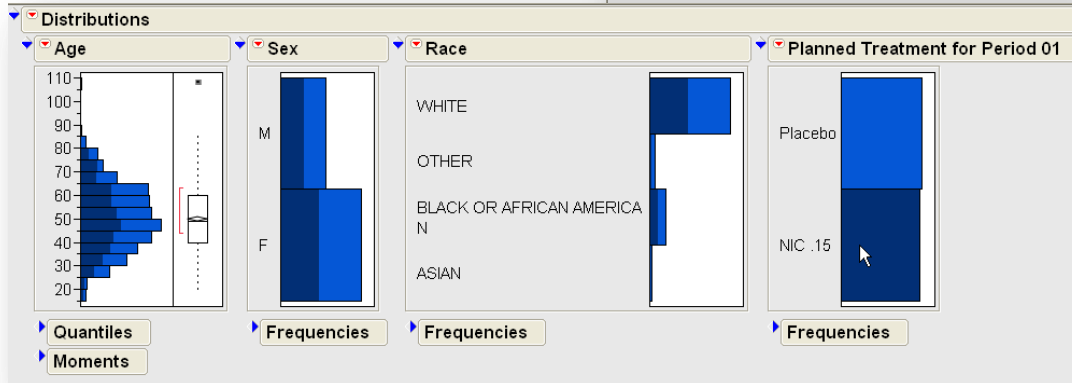 Distributions
Age
110
100
90
80
70
60
50
40
30
20
Quantiles
Moments
Sex
M
F
Frequencies
Race
WHITE
OTHER
BLACK OR AFRICAN AMERICA
N
ASIAN
Frequencies
Planned Treatment for Period 01
Placebo
NIC .15
Frequencies